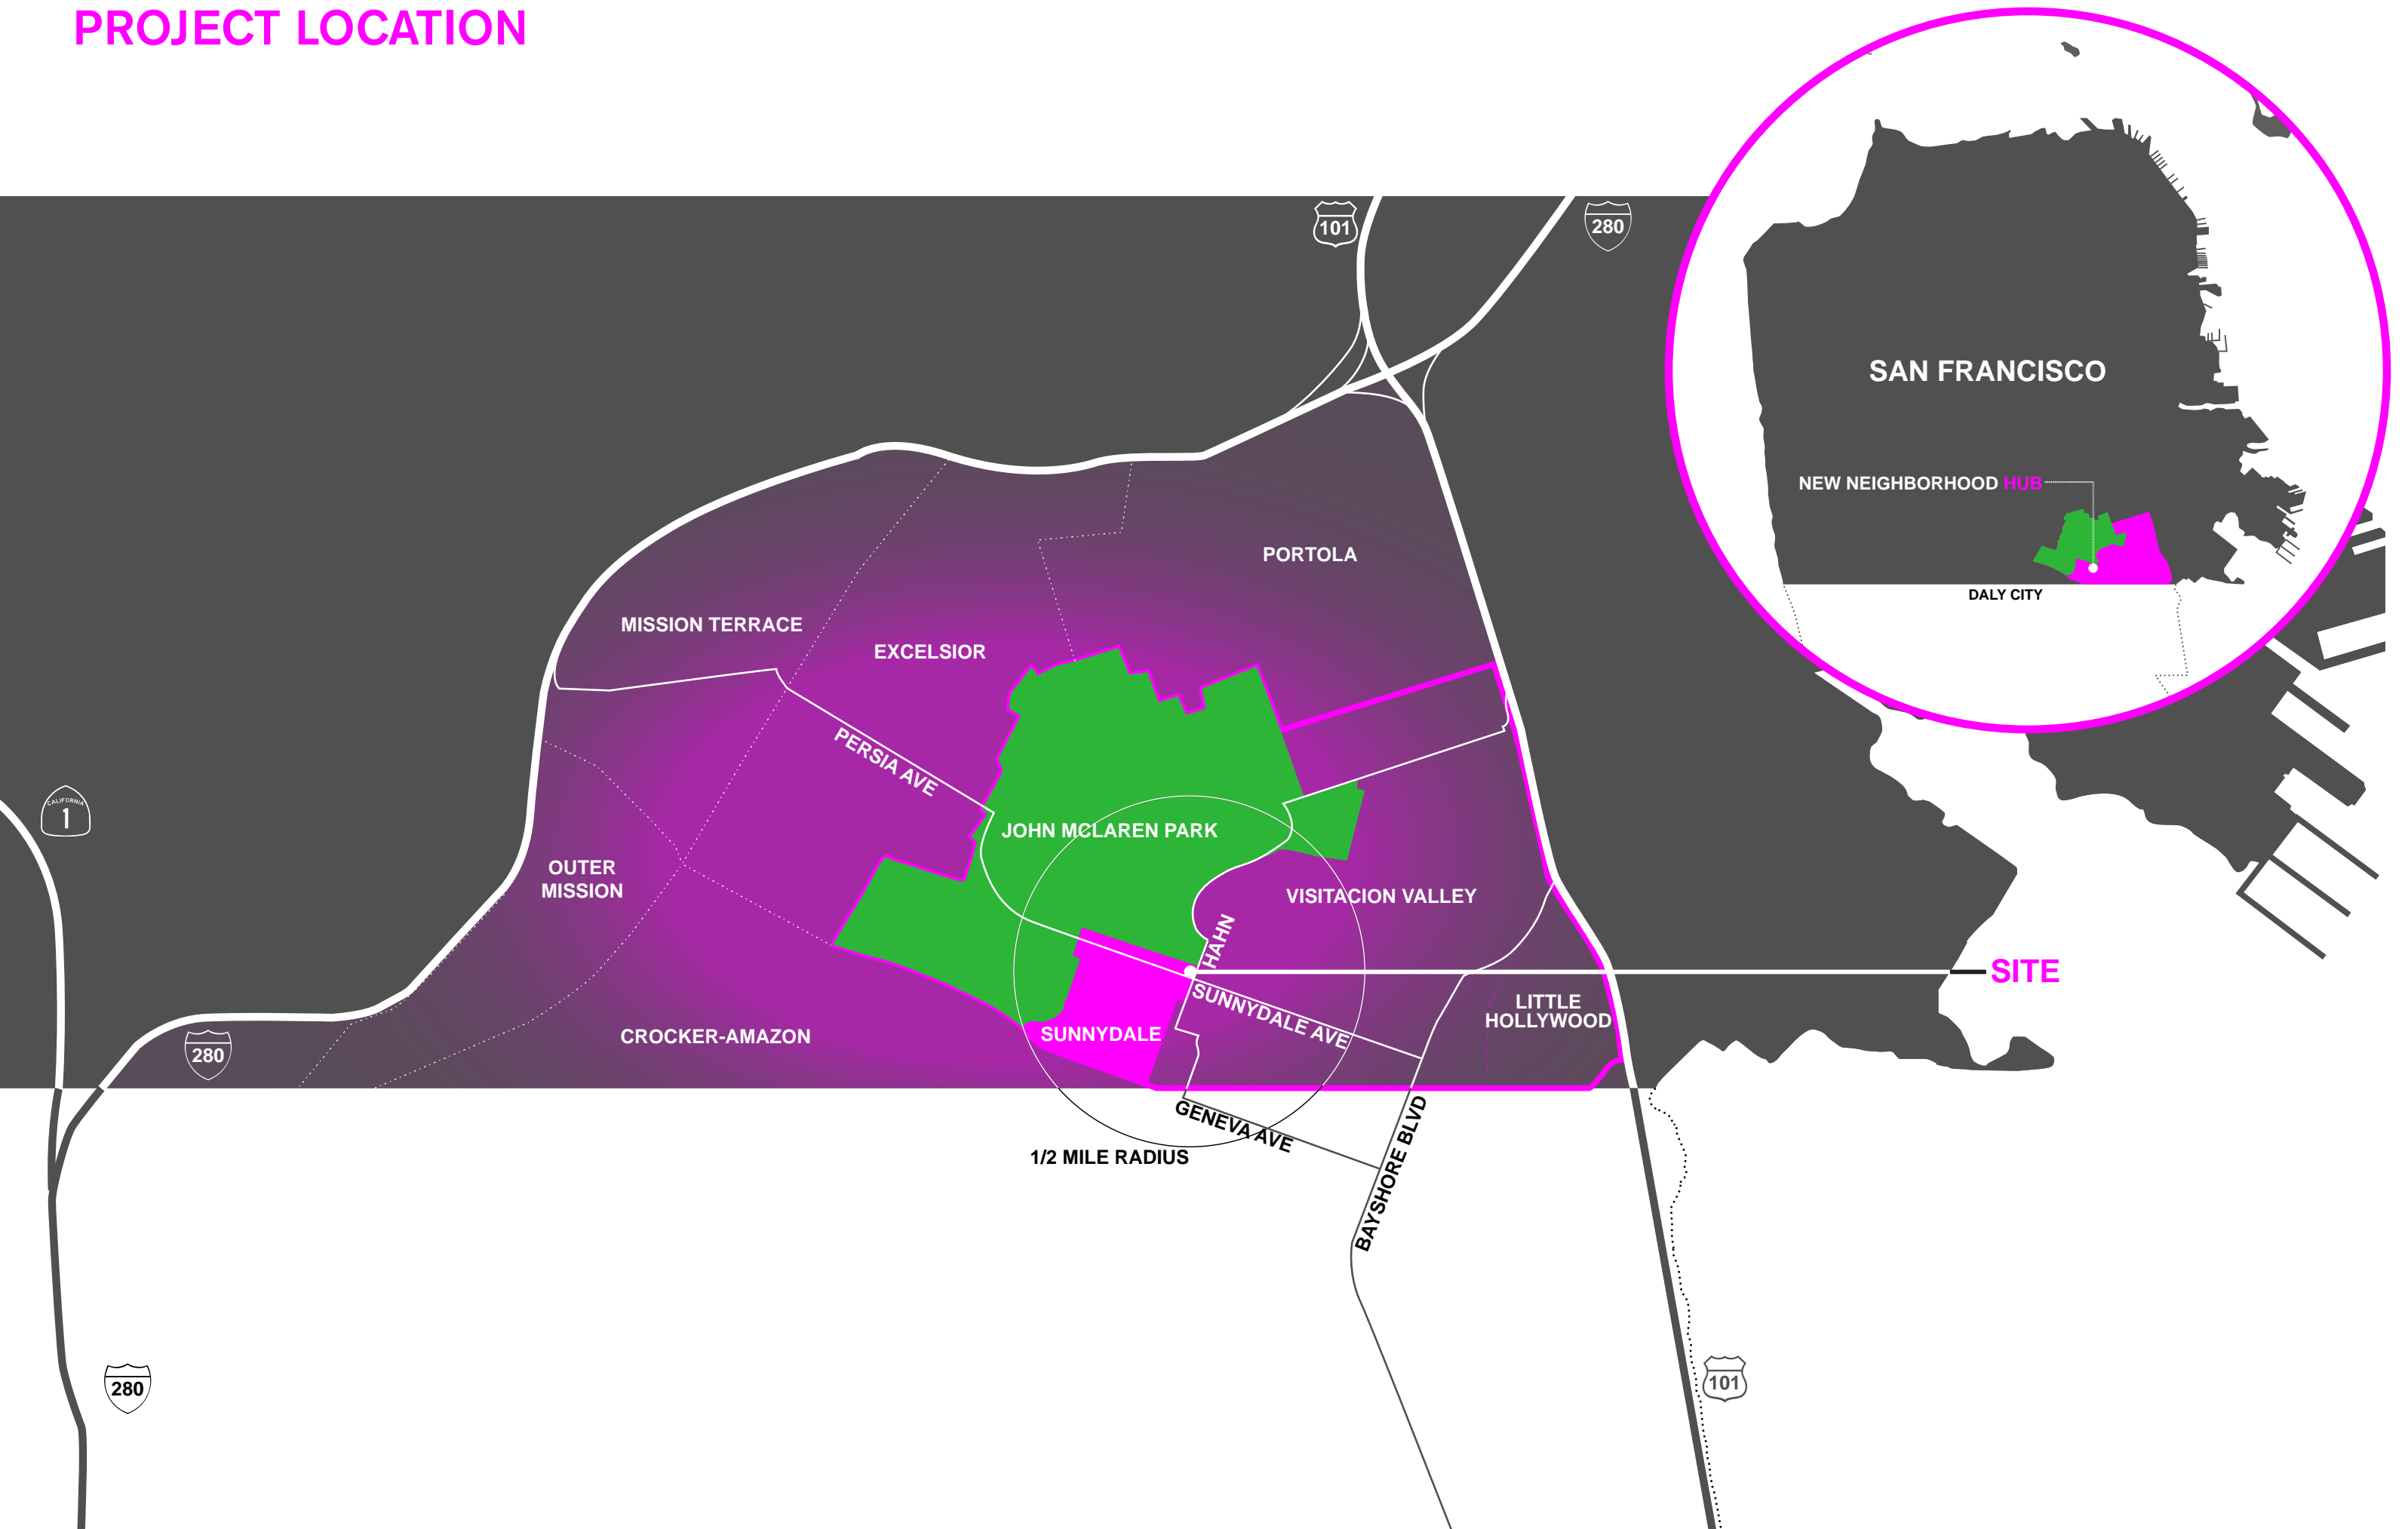 PROJECT LOCATION
101
280
SAN FRANCISCO
NEW NEIGHBORHOOD HUB
DALY CITY
PORTOLA
MISSION TERRACE
EXCELSIOR
PERSIA AVE
CALIFORNIA
1
JOHN MCLAREN PARK
OUTER
MISSION
VISITACION VALLEY
HAHN
SITE
SUNNYDALE AVE
LITTLE
HOLLYWOOD
SUNNYDALE
CROCKER-AMAZON
280
GENEVA AVE
BAYSHORE BLVD
1/2 MILE RADIUS
280
101